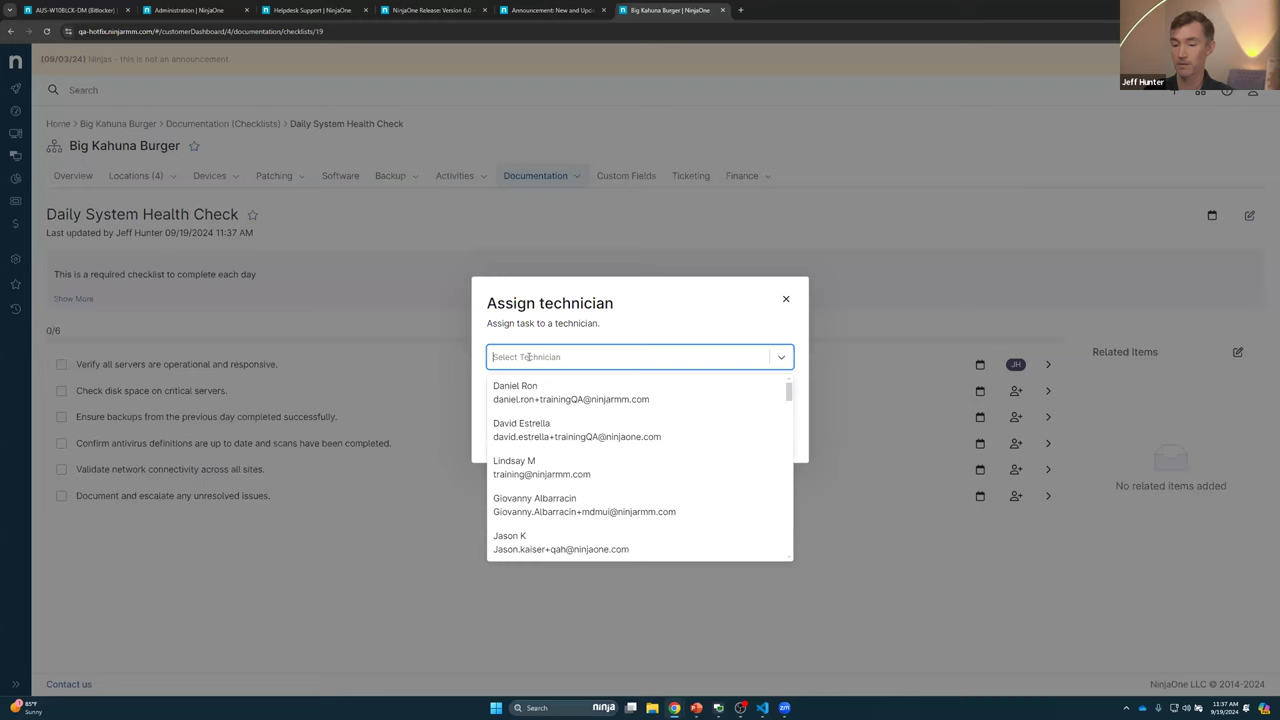 AUS-W10BLCK-DM (Bitlocker) |
Administration | NinjaOne
Helpdesk Support | NinjaOne
NinjaOne Release: Version 6.0
Announcement: New and Upd
Big Kahuna Burger | NinjaOne
qa-hotfix.ninjarmm.com/#/customerDashboard/4/documentation/checklists/19
(09/03/24) Ninjas - this is not an announcement
Jeff Hunter
Search
Home > Big Kahuna Burger > Documentation (Checklists) > Daily System Health Check
Big Kahuna Burger
Overview Locations (4) Devices Patching Software Backup Activities Documentation Custom Fields Ticketing Finance
Daily System Health Check
Last updated by Jeff Hunter 09/19/2024 11:37 AM
This is a required checklist to complete each day
Show More
0/6
Verify all servers are operational and responsive.
JH
Check disk space on critical servers.
Ensure backups from the previous day completed successfully.
Confirm antivirus definitions are up to date and scans have been completed.
Validate network connectivity across all sites.
Document and escalate any unresolved issues.
Assign technician
Assign task to a technician.
Select Technician
Daniel Ron
daniel.ron+trainingQA@ninjarmm.com
David Estrella
david.estrella+trainingQA@ninjaone.com
Lindsay M
training@ninjarmm.com
Giovanny Albarracin
Giovanny.Albarracin+mdmui@ninjarmm.com
Jason K
Jason.kaiser+qah@ninjaone.com
Related Items
No related items added
Contact us
NinjaOne LLC © 2014-2024
85°F
Sunny
Search
ninja
11:37 AM
9/19/2024